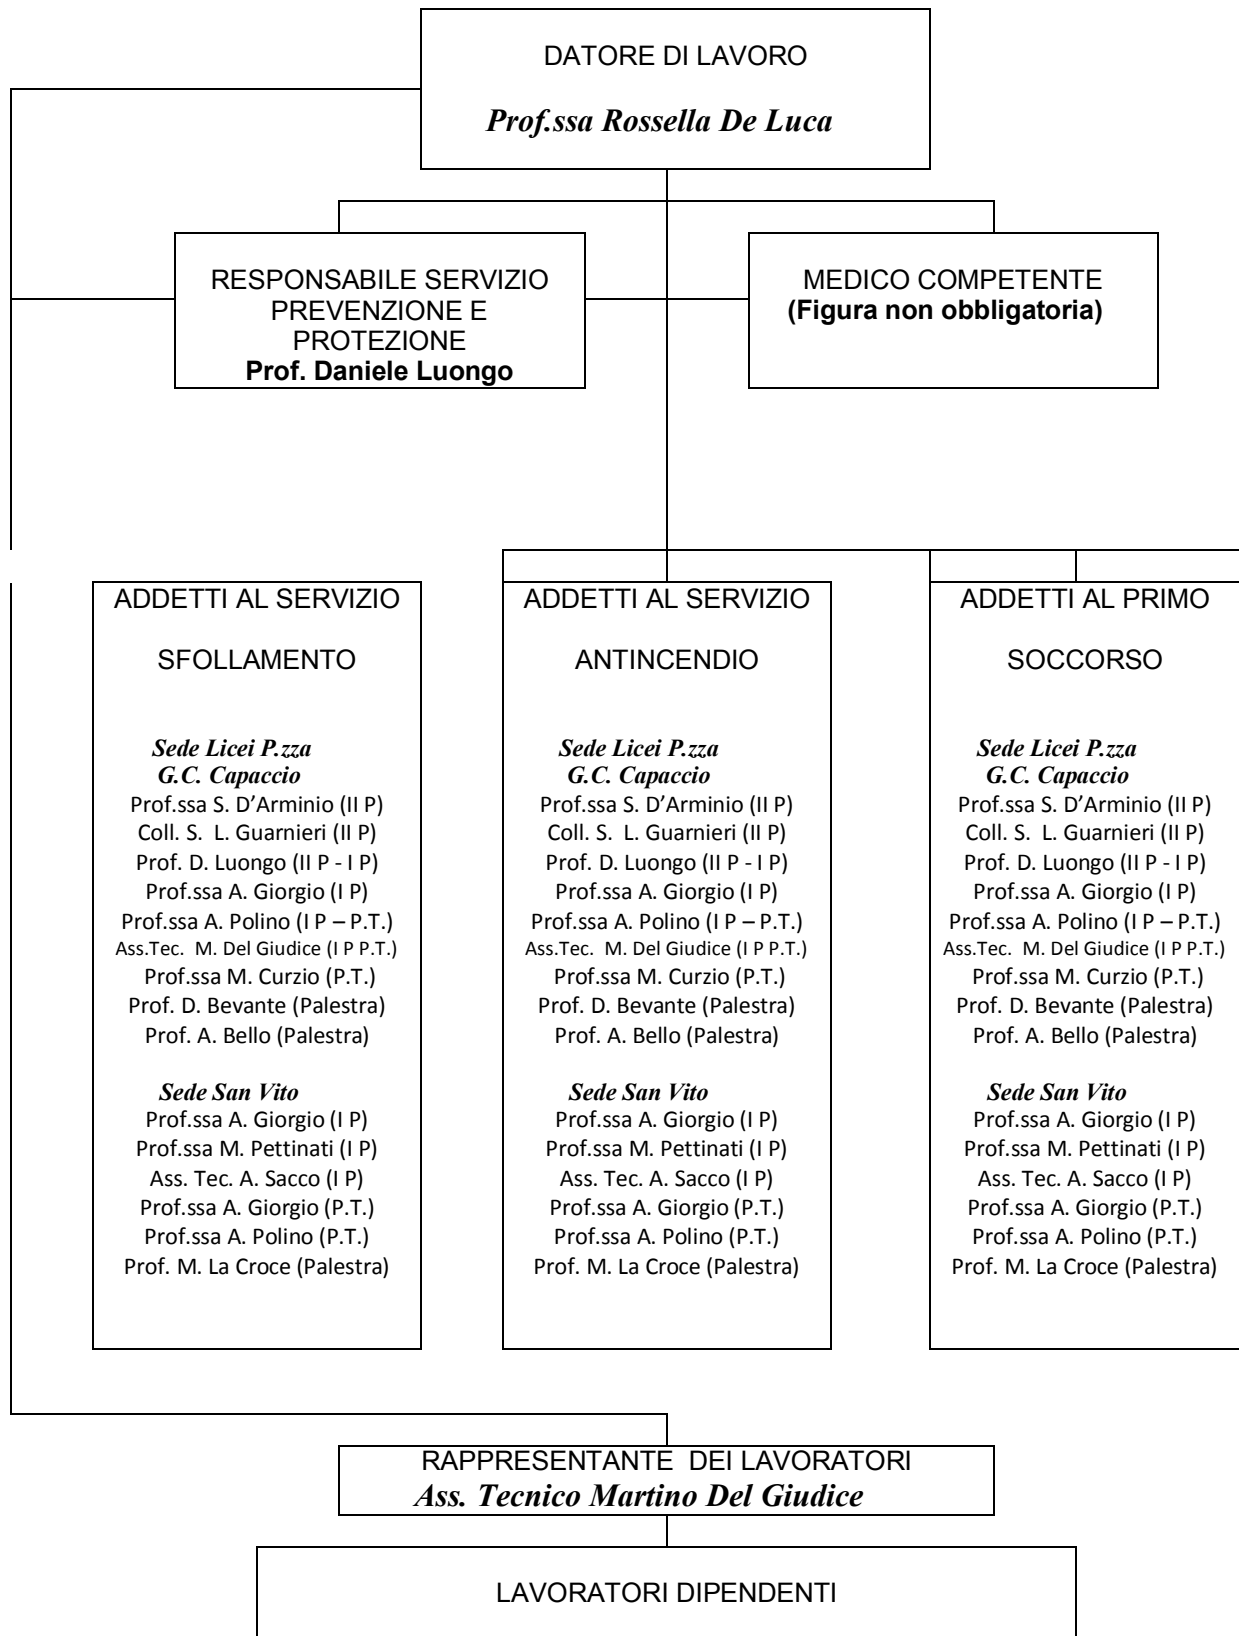 DATORE DI LAVORO
Prof.ssa Rossella De Luca
RESPONSABILE SERVIZIO
PREVENZIONE E
PROTEZIONE
Prof. Daniele Luongo
MEDICO COMPETENTE
(Figura non obbligatoria)
ADDETTI AL SERVIZIO
SFOLLAMENTO
Sede Licei P.zza
G.C. Capaccio
Prof.ssa S. D’Arminio (II P)
Coll. S. L. Guarnieri (II P)
Prof. D. Luongo (II P - I P)
Prof.ssa A. Giorgio (I P)
Prof.ssa A. Polino (I P – P.T.)
Ass.Tec. M. Del Giudice (I P P.T.)
Prof.ssa M. Curzio (P.T.)
Prof. D. Bevante (Palestra)
Prof. A. Bello (Palestra)
Sede San Vito
Prof.ssa A. Giorgio (I P)
Prof.ssa M. Pettinati (I P)
Ass. Tec. A. Sacco (I P)
Prof.ssa A. Giorgio (P.T.)
Prof.ssa A. Polino (P.T.)
Prof. M. La Croce (Palestra)
ADDETTI AL SERVIZIO
ANTINCENDIO
Sede Licei P.zza
G.C. Capaccio
Prof.ssa S. D’Arminio (II P)
Coll. S. L. Guarnieri (II P)
Prof. D. Luongo (II P - I P)
Prof.ssa A. Giorgio (I P)
Prof.ssa A. Polino (I P – P.T.)
Ass.Tec. M. Del Giudice (I P P.T.)
Prof.ssa M. Curzio (P.T.)
Prof. D. Bevante (Palestra)
Prof. A. Bello (Palestra)
Sede San Vito
Prof.ssa A. Giorgio (I P)
Prof.ssa M. Pettinati (I P)
Ass. Tec. A. Sacco (I P)
Prof.ssa A. Giorgio (P.T.)
Prof.ssa A. Polino (P.T.)
Prof. M. La Croce (Palestra)
ADDETTI AL PRIMO
SOCCORSO
Sede Licei P.zza
G.C. Capaccio
Prof.ssa S. D’Arminio (II P)
Coll. S. L. Guarnieri (II P)
Prof. D. Luongo (II P - I P)
Prof.ssa A. Giorgio (I P)
Prof.ssa A. Polino (I P – P.T.)
Ass.Tec. M. Del Giudice (I P P.T.)
Prof.ssa M. Curzio (P.T.)
Prof. D. Bevante (Palestra)
Prof. A. Bello (Palestra)
Sede San Vito
Prof.ssa A. Giorgio (I P)
Prof.ssa M. Pettinati (I P)
Ass. Tec. A. Sacco (I P)
Prof.ssa A. Giorgio (P.T.)
Prof.ssa A. Polino (P.T.)
Prof. M. La Croce (Palestra)
RAPPRESENTANTE DEI LAVORATORI
Ass. Tecnico Martino Del Giudice
LAVORATORI DIPENDENTI